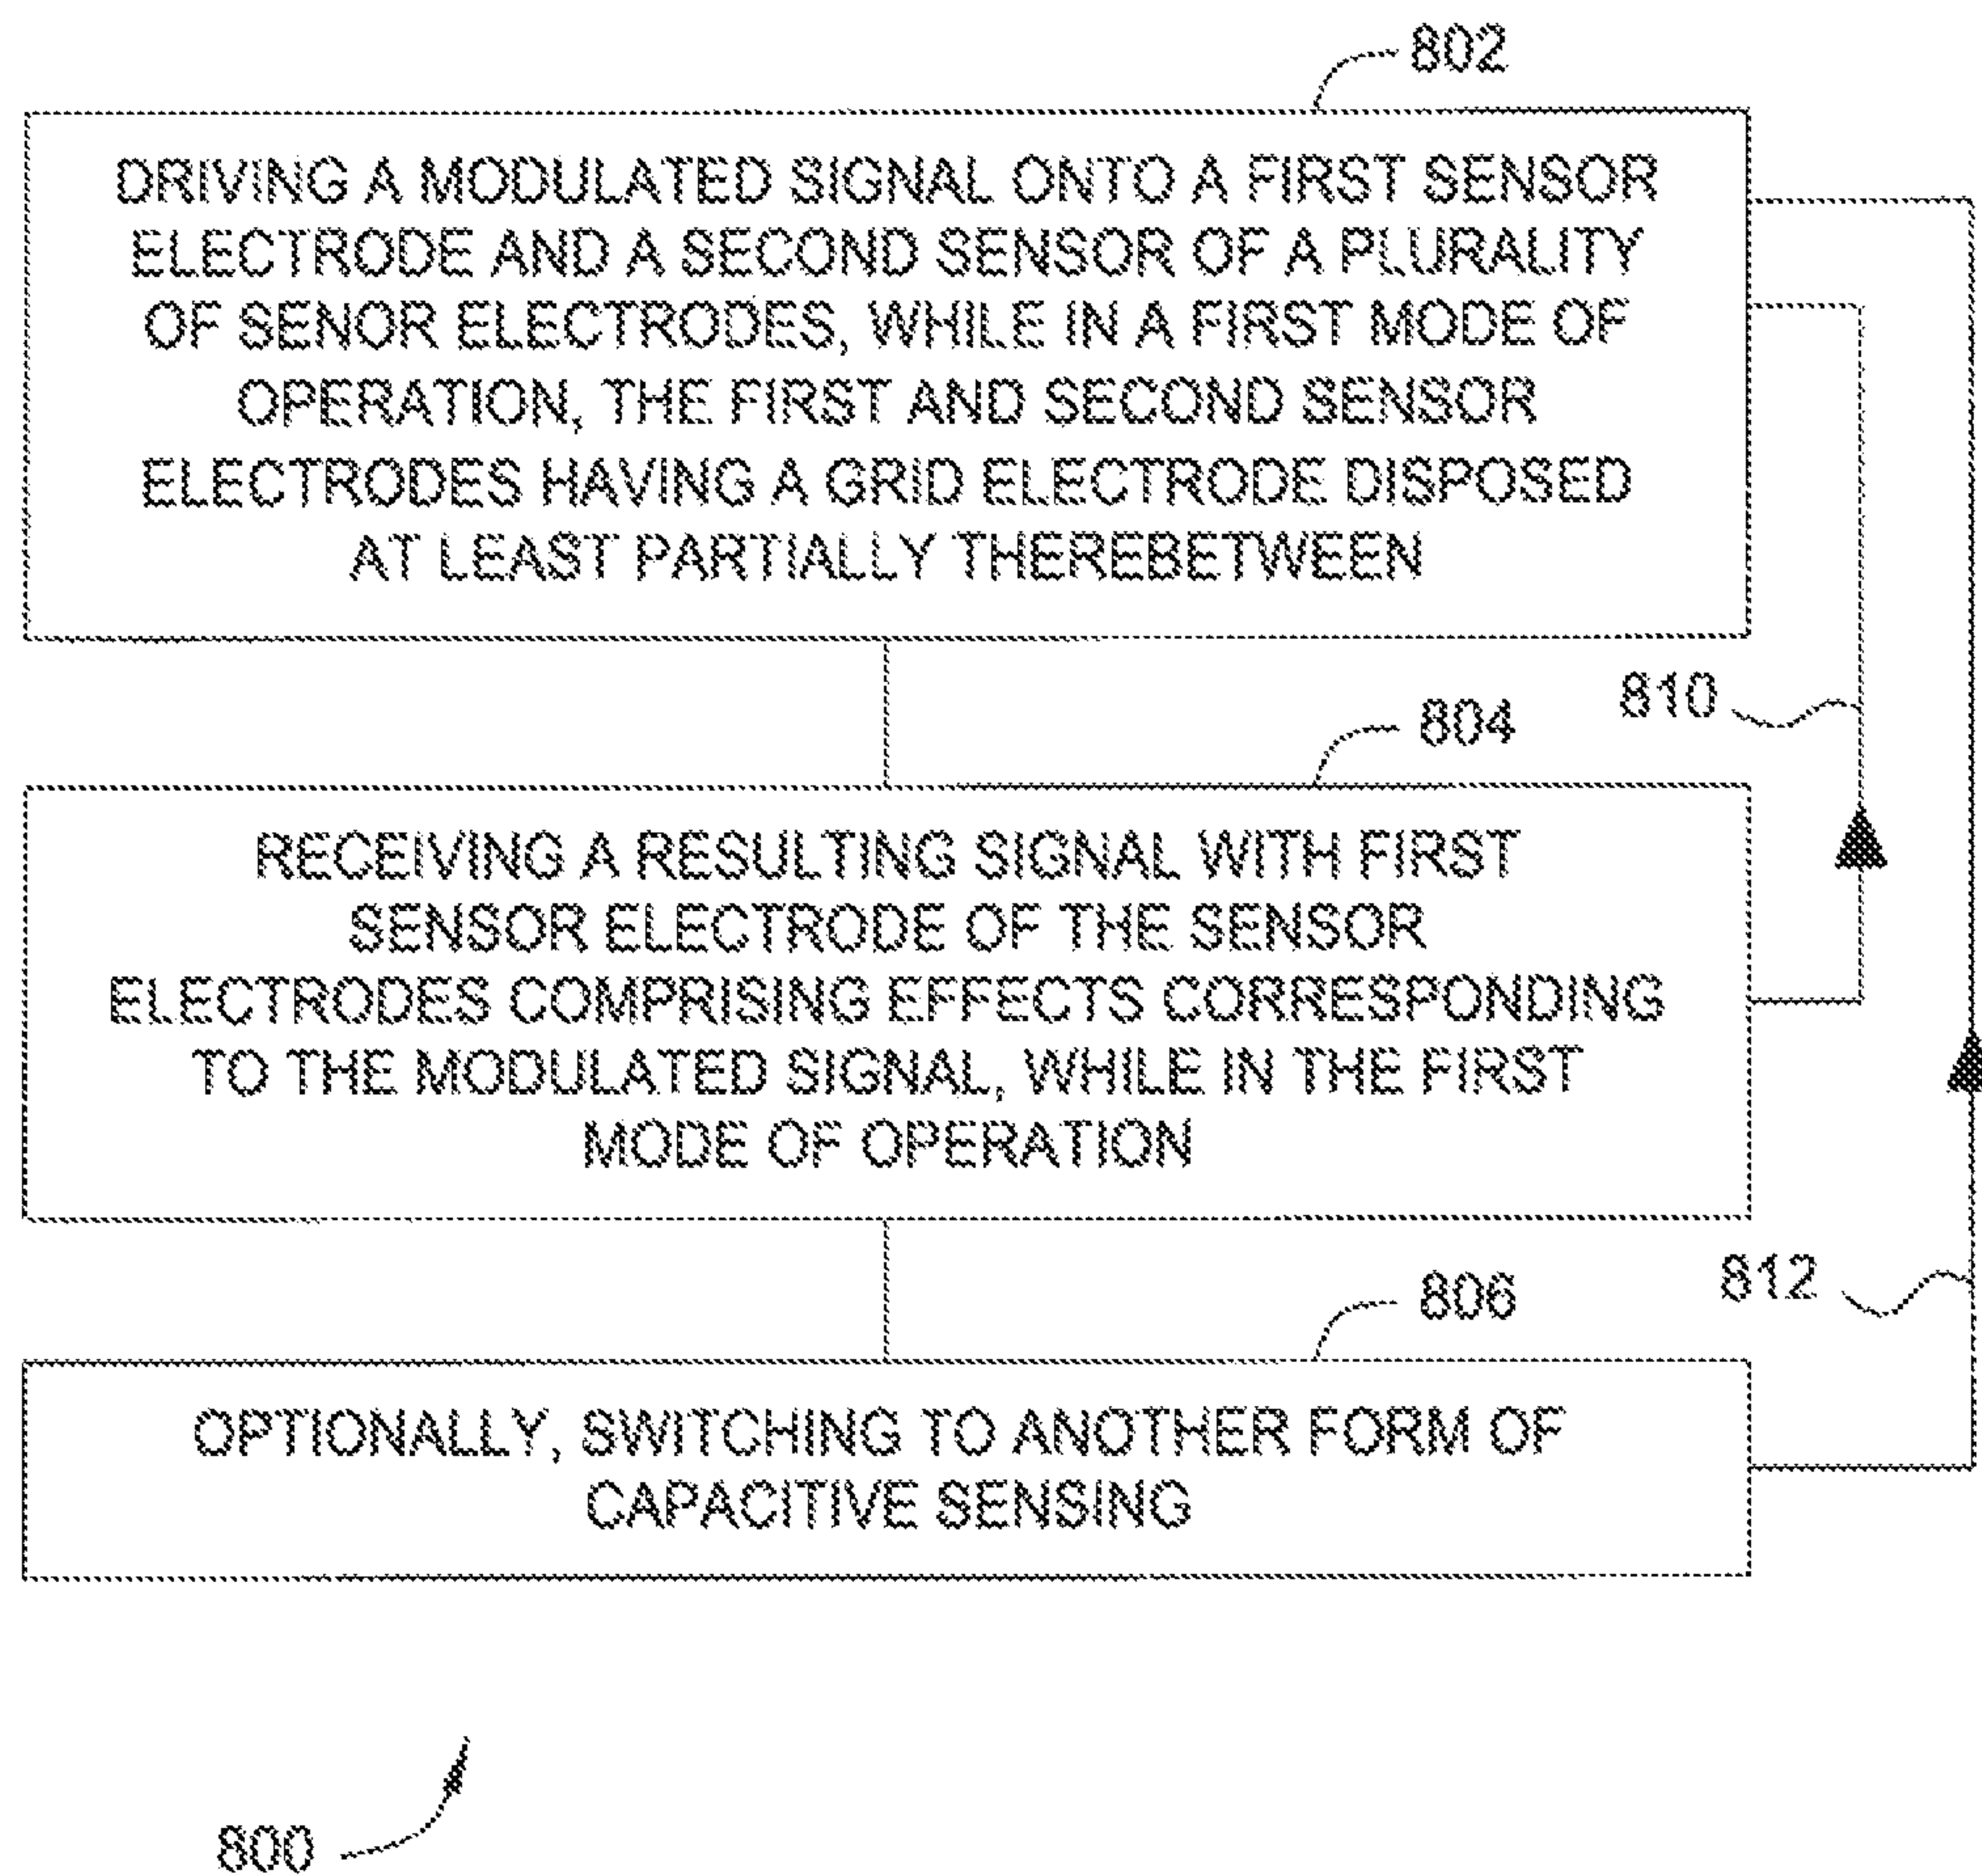 802
DRIVING A MODULATED SIGNAL ONTO A FIRST SENSOR
ELECTRODE AND A SECOND SENSOR OF A PLURALITY
OF SENOR ELECTRODES, WHILE IN A FIRST MODE OF
OPERATION, THE FIRST AND SECOND SENSOR
ELECTRODES HAVING A GRID ELECTRODE DISPOSED
AT LEAST PARTIALLY THEREBETWEEN
810
804
RECEIVING A RESULTING SIGNAL WITH FIRST
SENSOR ELECTRODE OF THE SENSOR
ELECTRODES COMPRISING EFFECTS CORRESPONDING
TO THE MODULATED SIGNAL, WHILE IN THE FIRST
MODE OF OPERATION
812
806
OPTIONALLY, SWITCHING TO ANOTHER FORM OF
CAPACITIVE SENSING
800